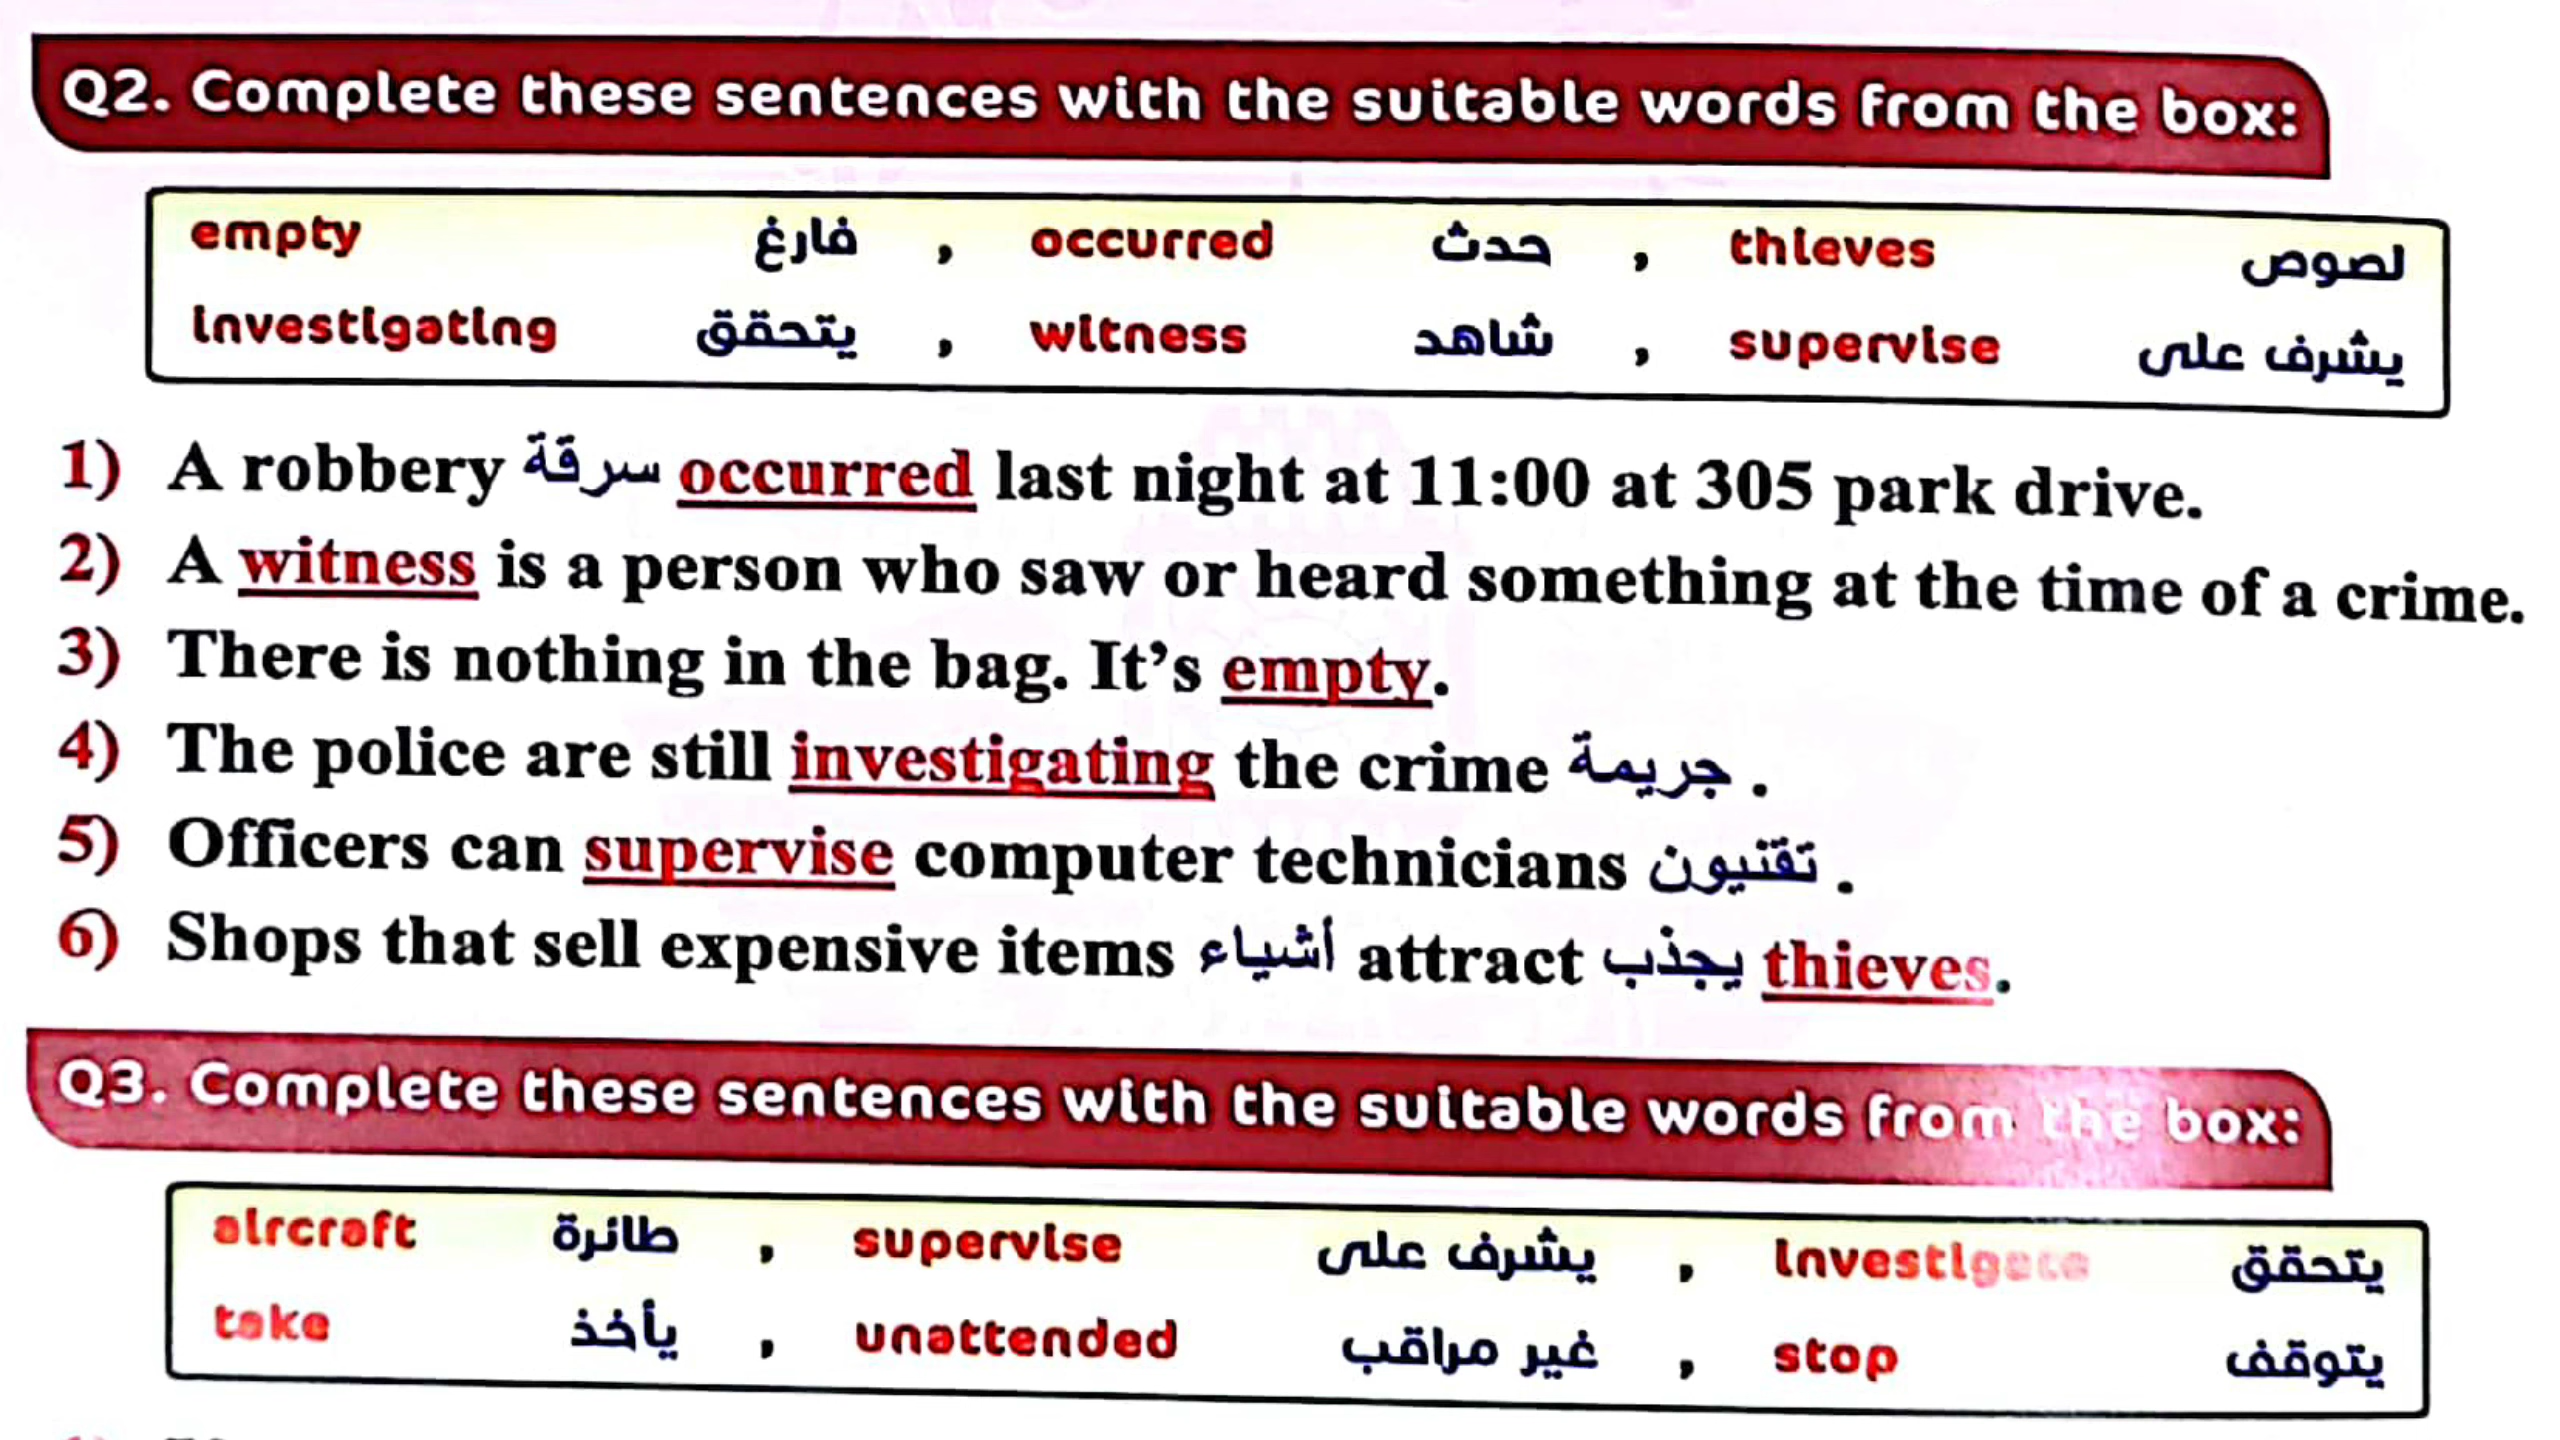 Q2. Complete these sentences with the suitable words from the box:
empty فارغ , occurred حدث , thieves لصوص
investigating يتحقق , witness شاهد , supervise يشرف على
1) A robbery سرقة occurred last night at 11:00 at 305 park drive.
2) A witness is a person who saw or heard something at the time of a crime.
3) There is nothing in the bag. It’s empty.
4) The police are still investigating the crime جريمة .
5) Officers can supervise computer technicians تقنيون .
6) Shops that sell expensive items أشياء attract يجذب thieves.
Q3. Complete these sentences with the suitable words from the box:
aircraft طائرة , supervise يشرف على , investigate يتحقق
take يأخذ , unattended غير مراقب , stop يتوقف